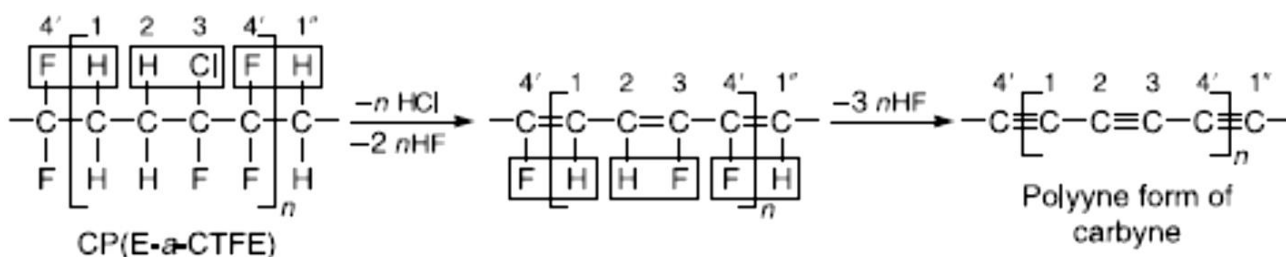 4′ 1 2 3 4′ 1″
F H H Cl F H
–C–C–C–C–C–C–
F H H F F H
n
CP(E-a-CTFE)
–n HCl
–2 nHF
4′ 1 2 3 4′ 1″
–C=C–C=C–C=C–
F H H F F H
n
–3 nHF
4′ 1 2 3 4′ 1″
–C≡C–C≡C–C≡C–
n
Polyyne form of
carbyne